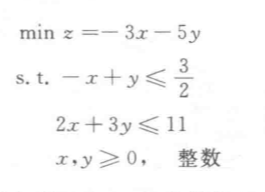 min z =− 3x − 5y
s. t. − x + y ⩽ 3/2
2x + 3y ⩽ 11
x, y ⩾ 0， 整数